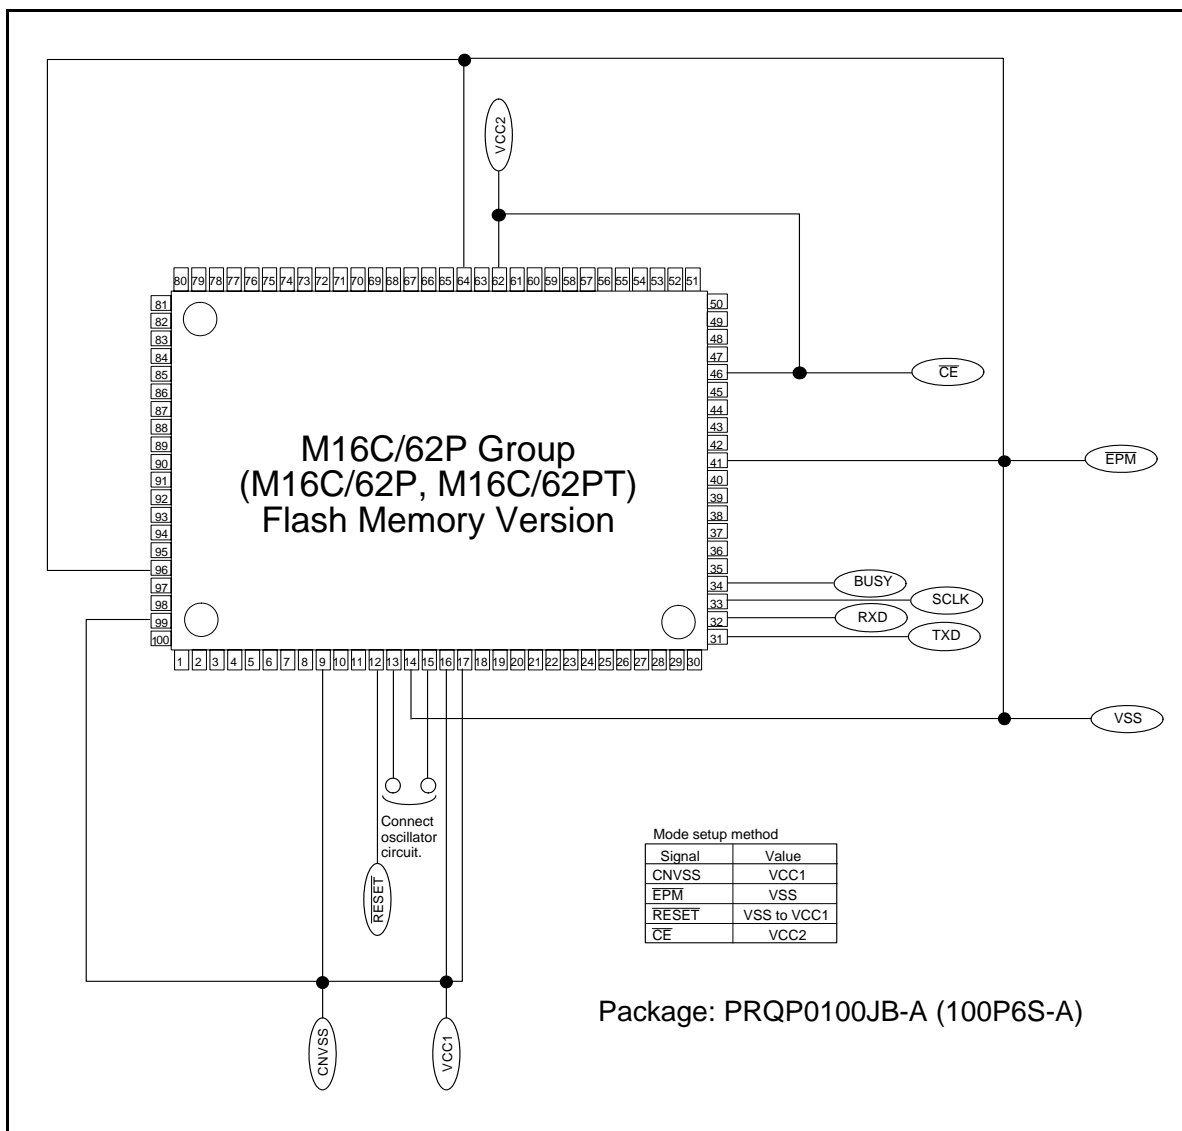 VCC2
80 79 78 77 76 75 74 73 72 71 70 69 68 67 66 65 64 63 62 61 60 59 58 57 56 55 54 53 52 51
81
82
83
84
85
86
87
88
89
90
91
92
93
94
95
96
97
98
99
100
M16C/62P Group
(M16C/62P, M16C/62PT)
Flash Memory Version
50
49
48
47
46
45
44
43
42
41
40
39
38
37
36
35
34
33
32
31
CE
EPM
BUSY
SCLK
RXD
TXD
VSS
1 2 3 4 5 6 7 8 9 10 11 12 13 14 15 16 17 18 19 20 21 22 23 24 25 26 27 28 29 30
Connect
oscillator
circuit.
RESET
CNVSS
VCC1
Mode setup method
Signal Value
CNVSS VCC1
EPM VSS
RESET VSS to VCC1
CE VCC2
Package: PRQP0100JB-A (100P6S-A)